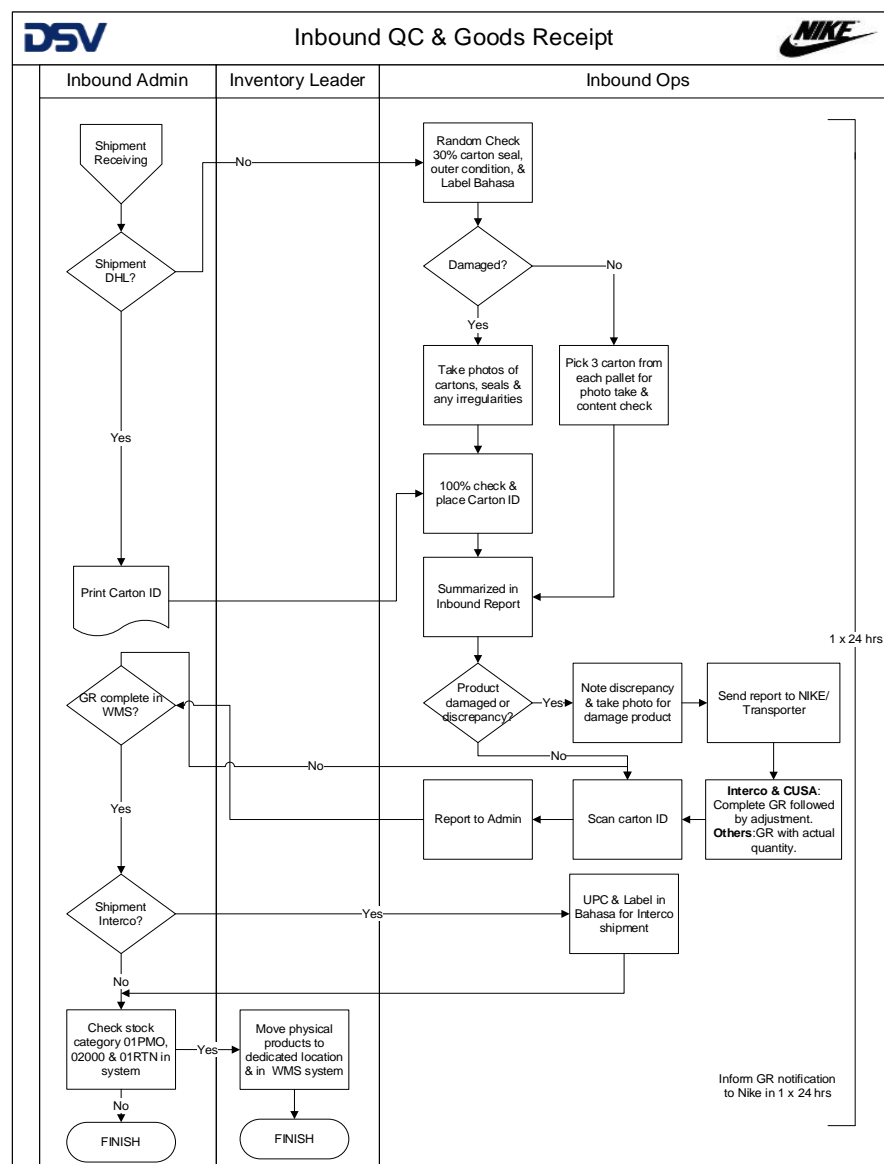 DSV
Inbound QC & Goods Receipt
NIKE
Inbound Admin
Inventory Leader
Inbound Ops
Shipment
Receiving
No
Random Check
30% carton seal,
outer condition, &
Label Bahasa
Shipment
DHL?
Damaged?
No
Yes
Take photos of
cartons, seals &
any irregularities
Pick 3 carton from
each pallet for
photo take &
content check
Yes
100% check &
place Carton ID
Print Carton ID
Summarized in
Inbound Report
1 x 24 hrs
GR complete in
WMS?
Product
damaged or
discrepancy?
Yes
Note discrepancy
& take photo for
damage product
Send report to NIKE/
Transporter
No
No
Yes
Report to Admin
Scan carton ID
Interco & CUSA:
Complete GR followed
by adjustment.
Others:GR with actual
quantity.
Shipment
Interco?
Yes
UPC & Label in
Bahasa for Interco
shipment
No
Check stock
category 01PMO,
02000 & 01RTN in
system
Yes
Move physical
products to
dedicated location
& in WMS system
No
Inform GR notification
to Nike in 1 x 24 hrs
FINISH
FINISH